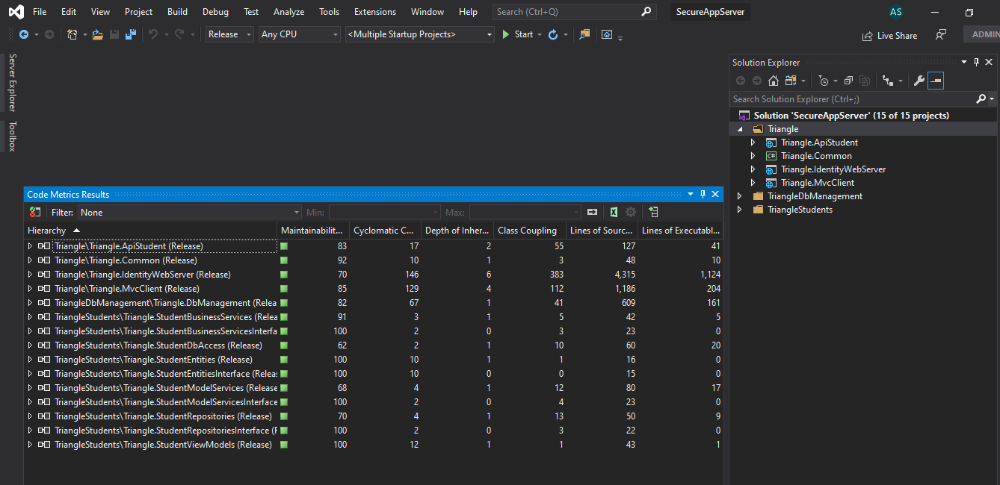 File Edit View Project Build Debug Test Analyze Tools Extensions Window Help Search (Ctrl+Q) SecureAppServer AS
Release Any CPU <Multiple Startup Projects> Start Live Share ADMIN
Server Explorer
Toolbox
Code Metrics Results
Filter: None Min: Max:
Hierarchy Maintainabilit... Cyclomatic C... Depth of Inher... Class Coupling Lines of Sourc... Lines of Executabl...
Triangle\Triangle.ApiStudent (Release) 83 17 2 55 127 41
Triangle\Triangle.Common (Release) 92 10 1 3 48 10
Triangle\Triangle.IdentityWebServer (Release) 70 146 6 383 4,315 1,124
Triangle\Triangle.MvcClient (Release) 85 129 4 112 1,186 204
TriangleDbManagement\Triangle.DbManagement (Relea 82 67 1 41 609 161
TriangleStudents\Triangle.StudentBusinessServices (Relea 91 3 1 5 42 5
TriangleStudents\Triangle.StudentBusinessServicesInterfa 100 2 0 3 23 0
TriangleStudents\Triangle.StudentDbAccess (Release) 62 2 1 10 60 20
TriangleStudents\Triangle.StudentEntities (Release) 100 10 1 1 16 0
TriangleStudents\Triangle.StudentEntitiesInterface (Releas 100 10 0 0 15 0
TriangleStudents\Triangle.StudentModelServices (Release 68 4 1 12 80 17
TriangleStudents\Triangle.StudentModelServicesInterface 100 2 0 4 23 0
TriangleStudents\Triangle.StudentRepositories (Release) 70 4 1 13 50 9
TriangleStudents\Triangle.StudentRepositoriesInterface (F 100 2 0 3 22 0
TriangleStudents\Triangle.StudentViewModels (Release) 100 12 1 1 43 1
Solution Explorer
Search Solution Explorer (Ctrl+;)
Solution 'SecureAppServer' (15 of 15 projects)
Triangle
Triangle.ApiStudent
C# Triangle.Common
Triangle.IdentityWebServer
Triangle.MvcClient
TriangleDbManagement
TriangleStudents